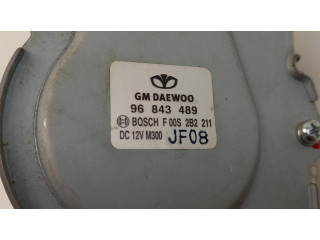 GM DAEWOO
96 843 489
BOSCH F 00S 2B2 211
DC 12V M300 JF08